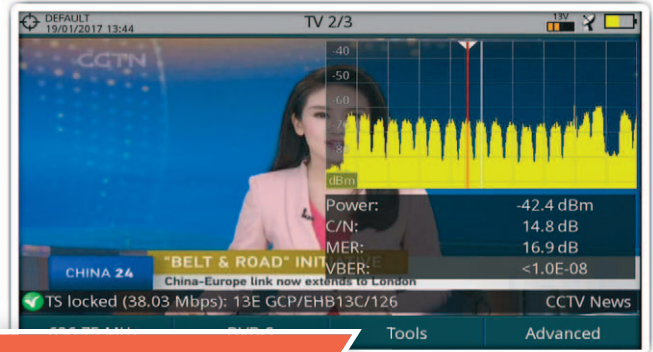 DEFAULT
19/01/2017 13:44
TV 2/3
13V
CGTN
-40
-50
-60
dBm
Power: -42.4 dBm
C/N: 14.8 dB
MER: 16.9 dB
VBER: <1.0E-08
"BELT & ROAD" INITIATIVE
CHINA 24
China-Europe link now extends to London
TS locked (38.03 Mbps): 13E GCP/EHB13C/126 CCTV News
Tools Advanced